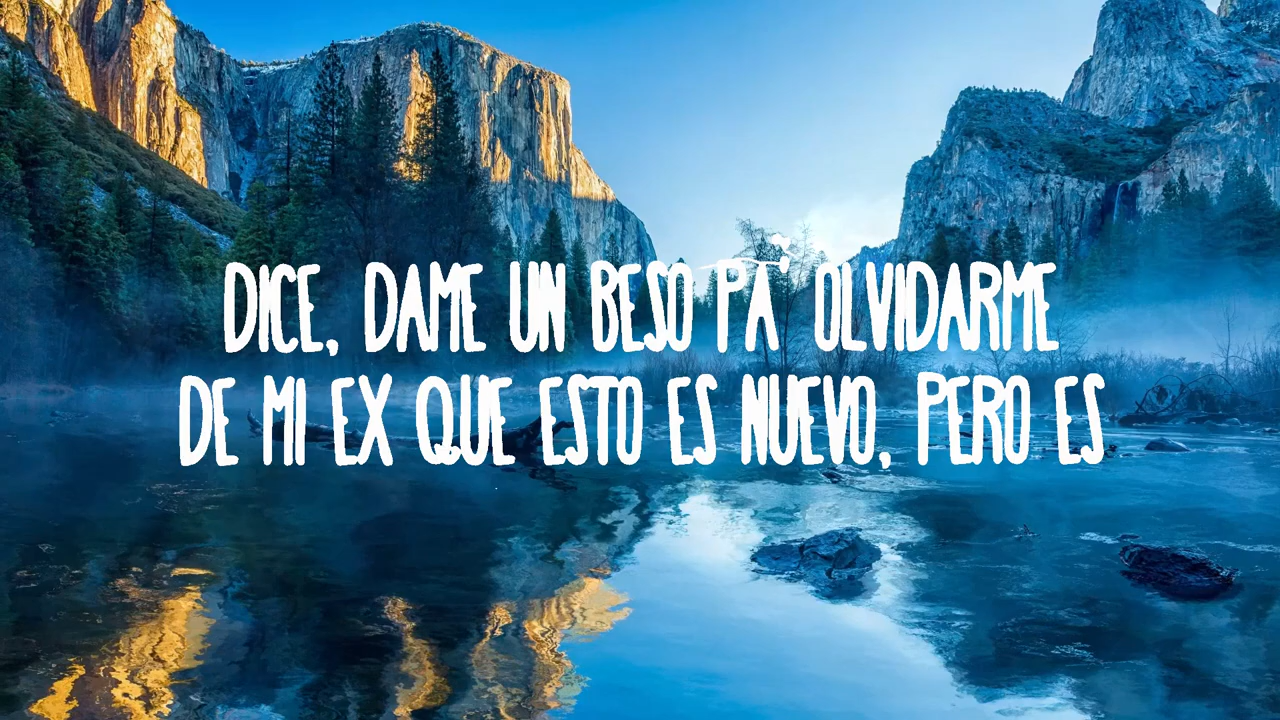 DICE, DAME UN BESO PA' OLVIDARME
DE MI EX QUE ESTO ES NUEVO, PERO ES